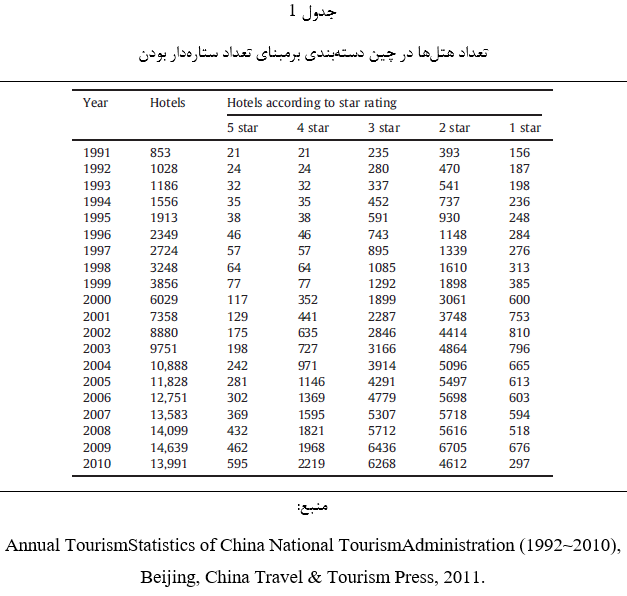 جدول 1
تعداد هتل‌ها در چین دسته‌بندی برمبنای تعداد ستاره‌دار بودن
Year Hotels Hotels according to star rating
5 star 4 star 3 star 2 star 1 star
1991 853 21 21 235 393 156
1992 1028 24 24 280 470 187
1993 1186 32 32 337 541 198
1994 1556 35 35 452 737 236
1995 1913 38 38 591 930 248
1996 2349 46 46 743 1148 284
1997 2724 57 57 895 1339 276
1998 3248 64 64 1085 1610 313
1999 3856 77 77 1292 1898 385
2000 6029 117 352 1899 3061 600
2001 7358 129 441 2287 3748 753
2002 8880 175 635 2846 4414 810
2003 9751 198 727 3166 4864 796
2004 10,888 242 971 3914 5096 665
2005 11,828 281 1146 4291 5497 613
2006 12,751 302 1369 4779 5698 603
2007 13,583 369 1595 5307 5718 594
2008 14,099 432 1821 5712 5616 518
2009 14,639 462 1968 6436 6705 676
2010 13,991 595 2219 6268 4612 297
منبع:
Annual TourismStatistics of China National TourismAdministration (1992~2010),
Beijing, China Travel & Tourism Press, 2011.